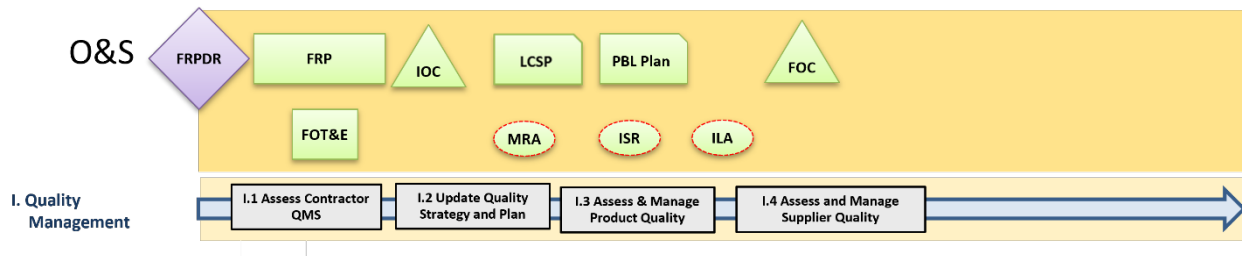 O&S
FRPDR
FRP
IOC
LCSP
PBL Plan
FOC
FOT&E
MRA
ISR
ILA
I. Quality
Management
I.1 Assess Contractor
QMS
I.2 Update Quality
Strategy and Plan
I.3 Assess & Manage
Product Quality
I.4 Assess and Manage
Supplier Quality